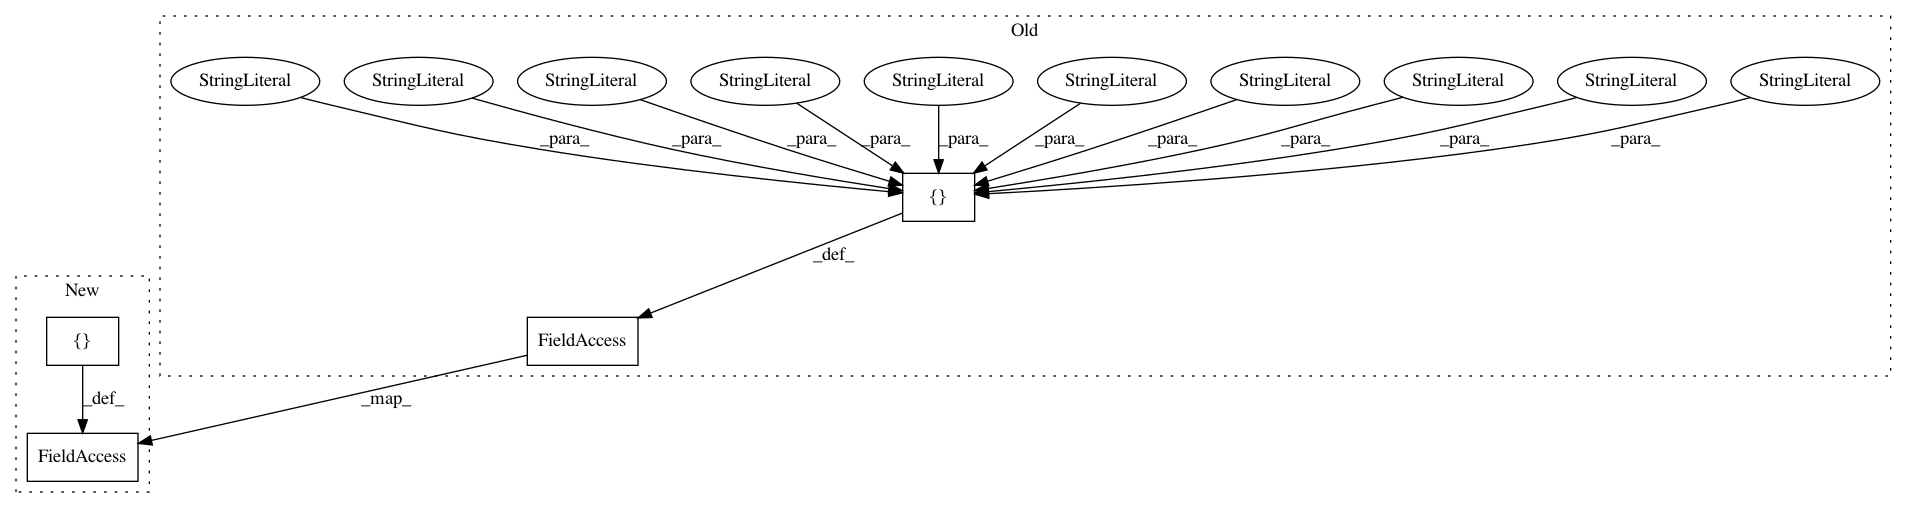 Old
StringLiteral StringLiteral StringLiteral StringLiteral StringLiteral StringLiteral StringLiteral StringLiteral StringLiteral StringLiteral
_para_ _para_ _para_ _para_ _para_ _para_ _para_ _para_ _para_ _para_
{}
_def_
New
{}
FieldAccess
_def_
_map_
FieldAccess